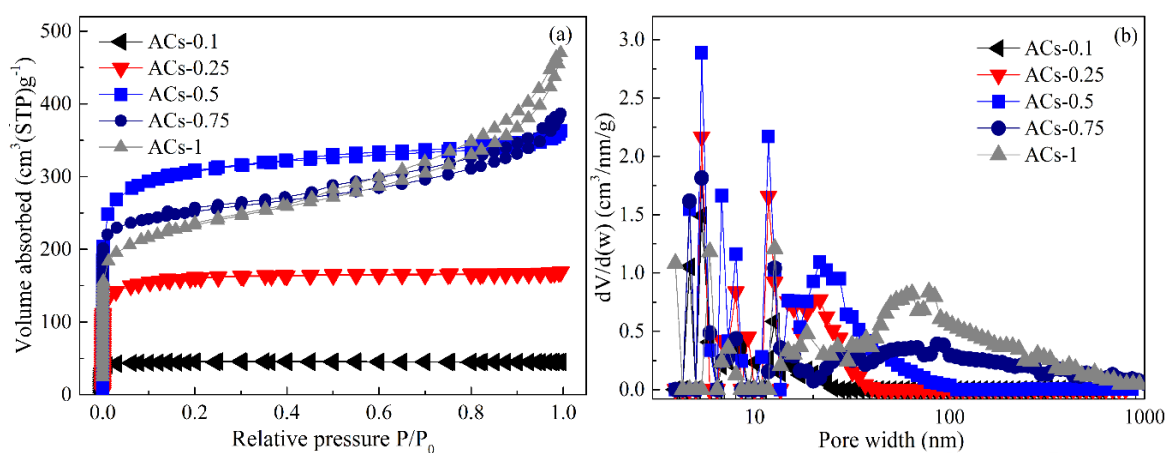 (a)
ACs-0.1
ACs-0.25
ACs-0.5
ACs-0.75
ACs-1
500
400
300
200
100
0
Volume absorbed (cm³(STP)g⁻¹)
0.0 0.2 0.4 0.6 0.8 1.0
Relative pressure P/P₀
(b)
ACs-0.1
ACs-0.25
ACs-0.5
ACs-0.75
ACs-1
3.0
2.5
2.0
1.5
1.0
0.5
0.0
dV/d(w) (cm³/nm/g)
10 100 1000
Pore width (nm)